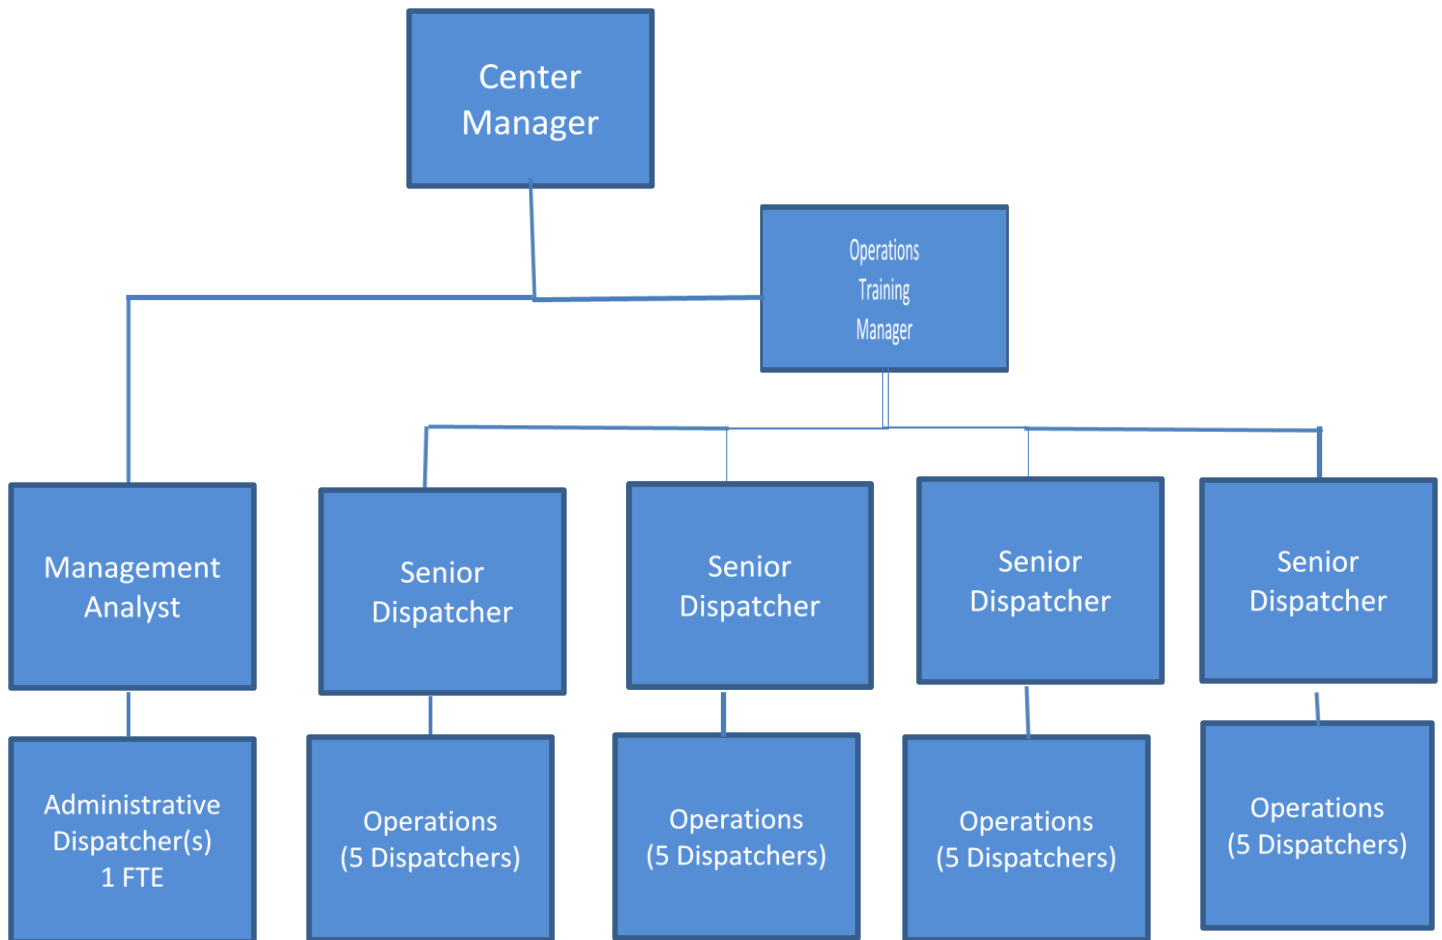 Center
Manager
Operations
Training
Manager
Management
Analyst
Senior
Dispatcher
Senior
Dispatcher
Senior
Dispatcher
Senior
Dispatcher
Administrative
Dispatcher(s)
1 FTE
Operations
(5 Dispatchers)
Operations
(5 Dispatchers)
Operations
(5 Dispatchers)
Operations
(5 Dispatchers)